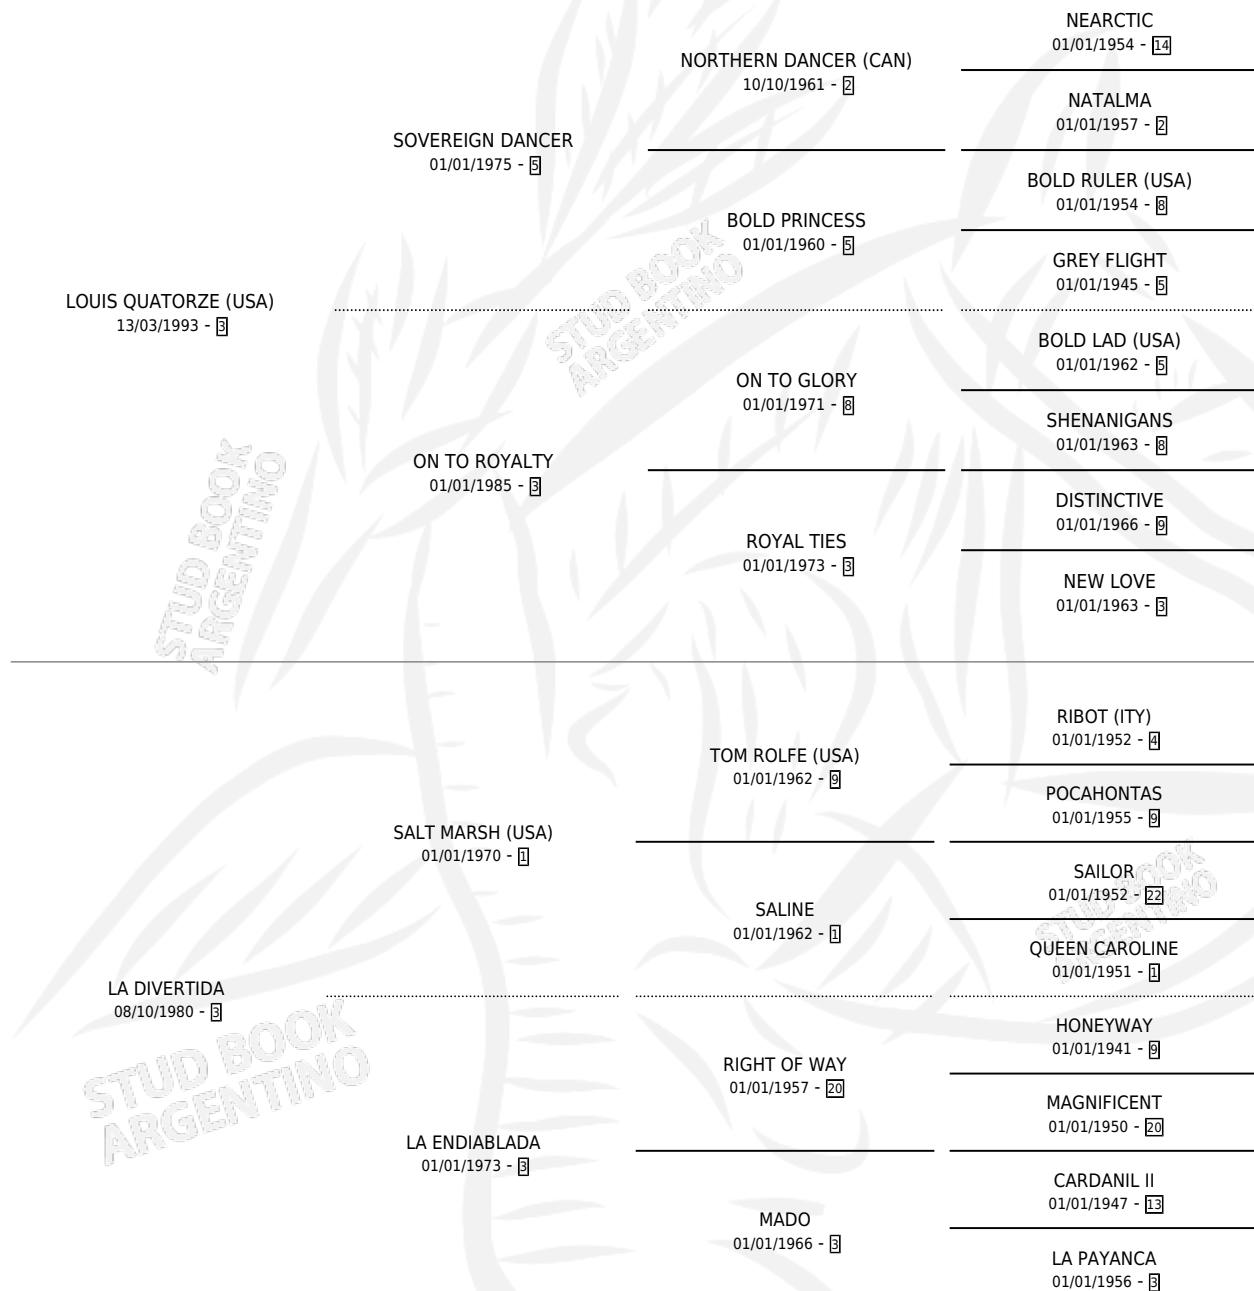 NEARCTIC
01/01/1954 - 14
NORTHERN DANCER (CAN)
10/10/1961 - 2
NATALMA
01/01/1957 - 2
SOVEREIGN DANCER
01/01/1975 - 5
BOLD RULER (USA)
01/01/1954 - 8
BOLD PRINCESS
01/01/1960 - 5
GREY FLIGHT
01/01/1945 - 5
LOUIS QUATORZE (USA)
13/03/1993 - 3
BOLD LAD (USA)
01/01/1962 - 5
ON TO GLORY
01/01/1971 - 8
SHENANIGANS
01/01/1963 - 8
ON TO ROYALTY
01/01/1985 - 3
DISTINCTIVE
01/01/1966 - 9
ROYAL TIES
01/01/1973 - 3
NEW LOVE
01/01/1963 - 3
RIBOT (ITY)
01/01/1952 - 4
TOM ROLFE (USA)
01/01/1962 - 9
POCAHONTAS
01/01/1955 - 9
SALT MARSH (USA)
01/01/1970 - 1
SAILOR
01/01/1952 - 22
SALINE
01/01/1962 - 1
QUEEN CAROLINE
01/01/1951 - 1
LA DIVERTIDA
08/10/1980 - 3
HONEYWAY
01/01/1941 - 9
RIGHT OF WAY
01/01/1957 - 20
MAGNIFICENT
01/01/1950 - 20
LA ENDIABLADA
01/01/1973 - 3
CARDANIL II
01/01/1947 - 13
MADO
01/01/1966 - 3
LA PAYANCA
01/01/1956 - 3
STUD BOOK
ARGENTINO
STUD BOOK
ARGENTINO
STUD BOOK
ARGENTINO
STUD BOOK
ARGENTINO